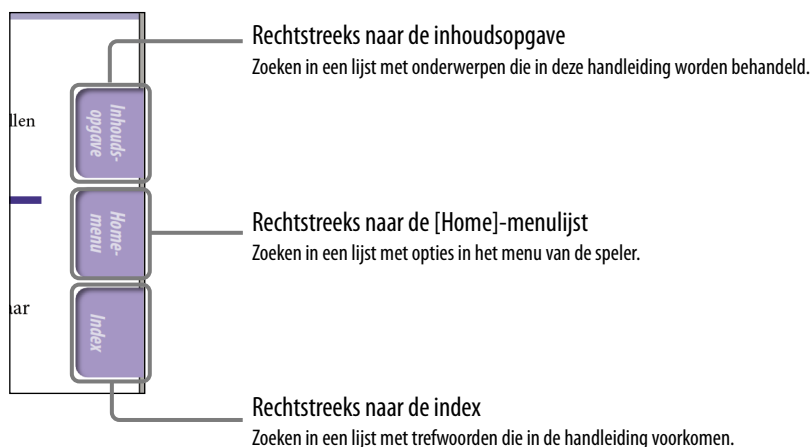 Rechtstreeks naar de inhoudsopgave
Zoeken in een lijst met onderwerpen die in deze handleiding worden behandeld.
llen
Inhouds-
opgave
Rechtstreeks naar de [Home]-menulijst
Zoeken in een lijst met opties in het menu van de speler.
Home-
menu
Index
Rechtstreeks naar de index
Zoeken in een lijst met trefwoorden die in de handleiding voorkomen.